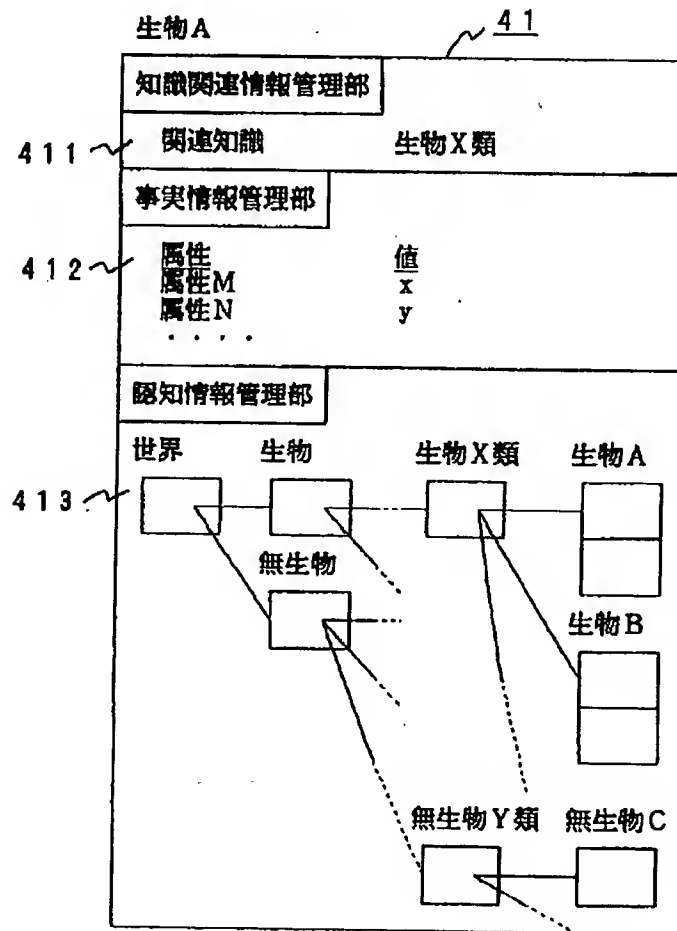 生物A
41
知識関連情報管理部
411 関連知識 生物X類
事実情報管理部
412 属性 値
属性M x
属性N y
・・・・
認知情報管理部
世界 生物 生物X類 生物A
413
無生物
生物B
無生物Y類 無生物C